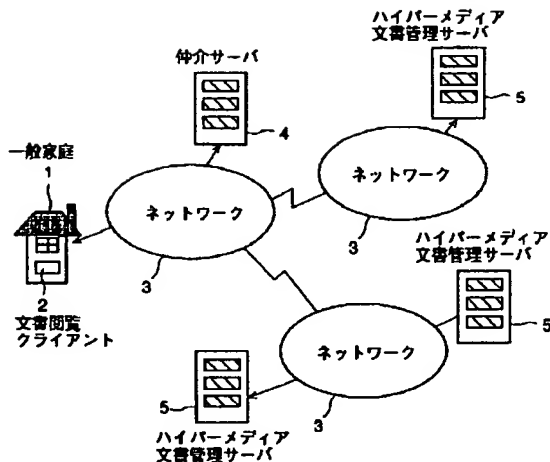 ハイパーメディア
文書管理サーバ
5
仲介サーバ
4
一般家庭
1
ネットワーク
3
ネットワーク
3
2
文書閲覧
クライアント
ハイパーメディア
文書管理サーバ
5
ネットワーク
3
5
ハイパーメディア
文書管理サーバ